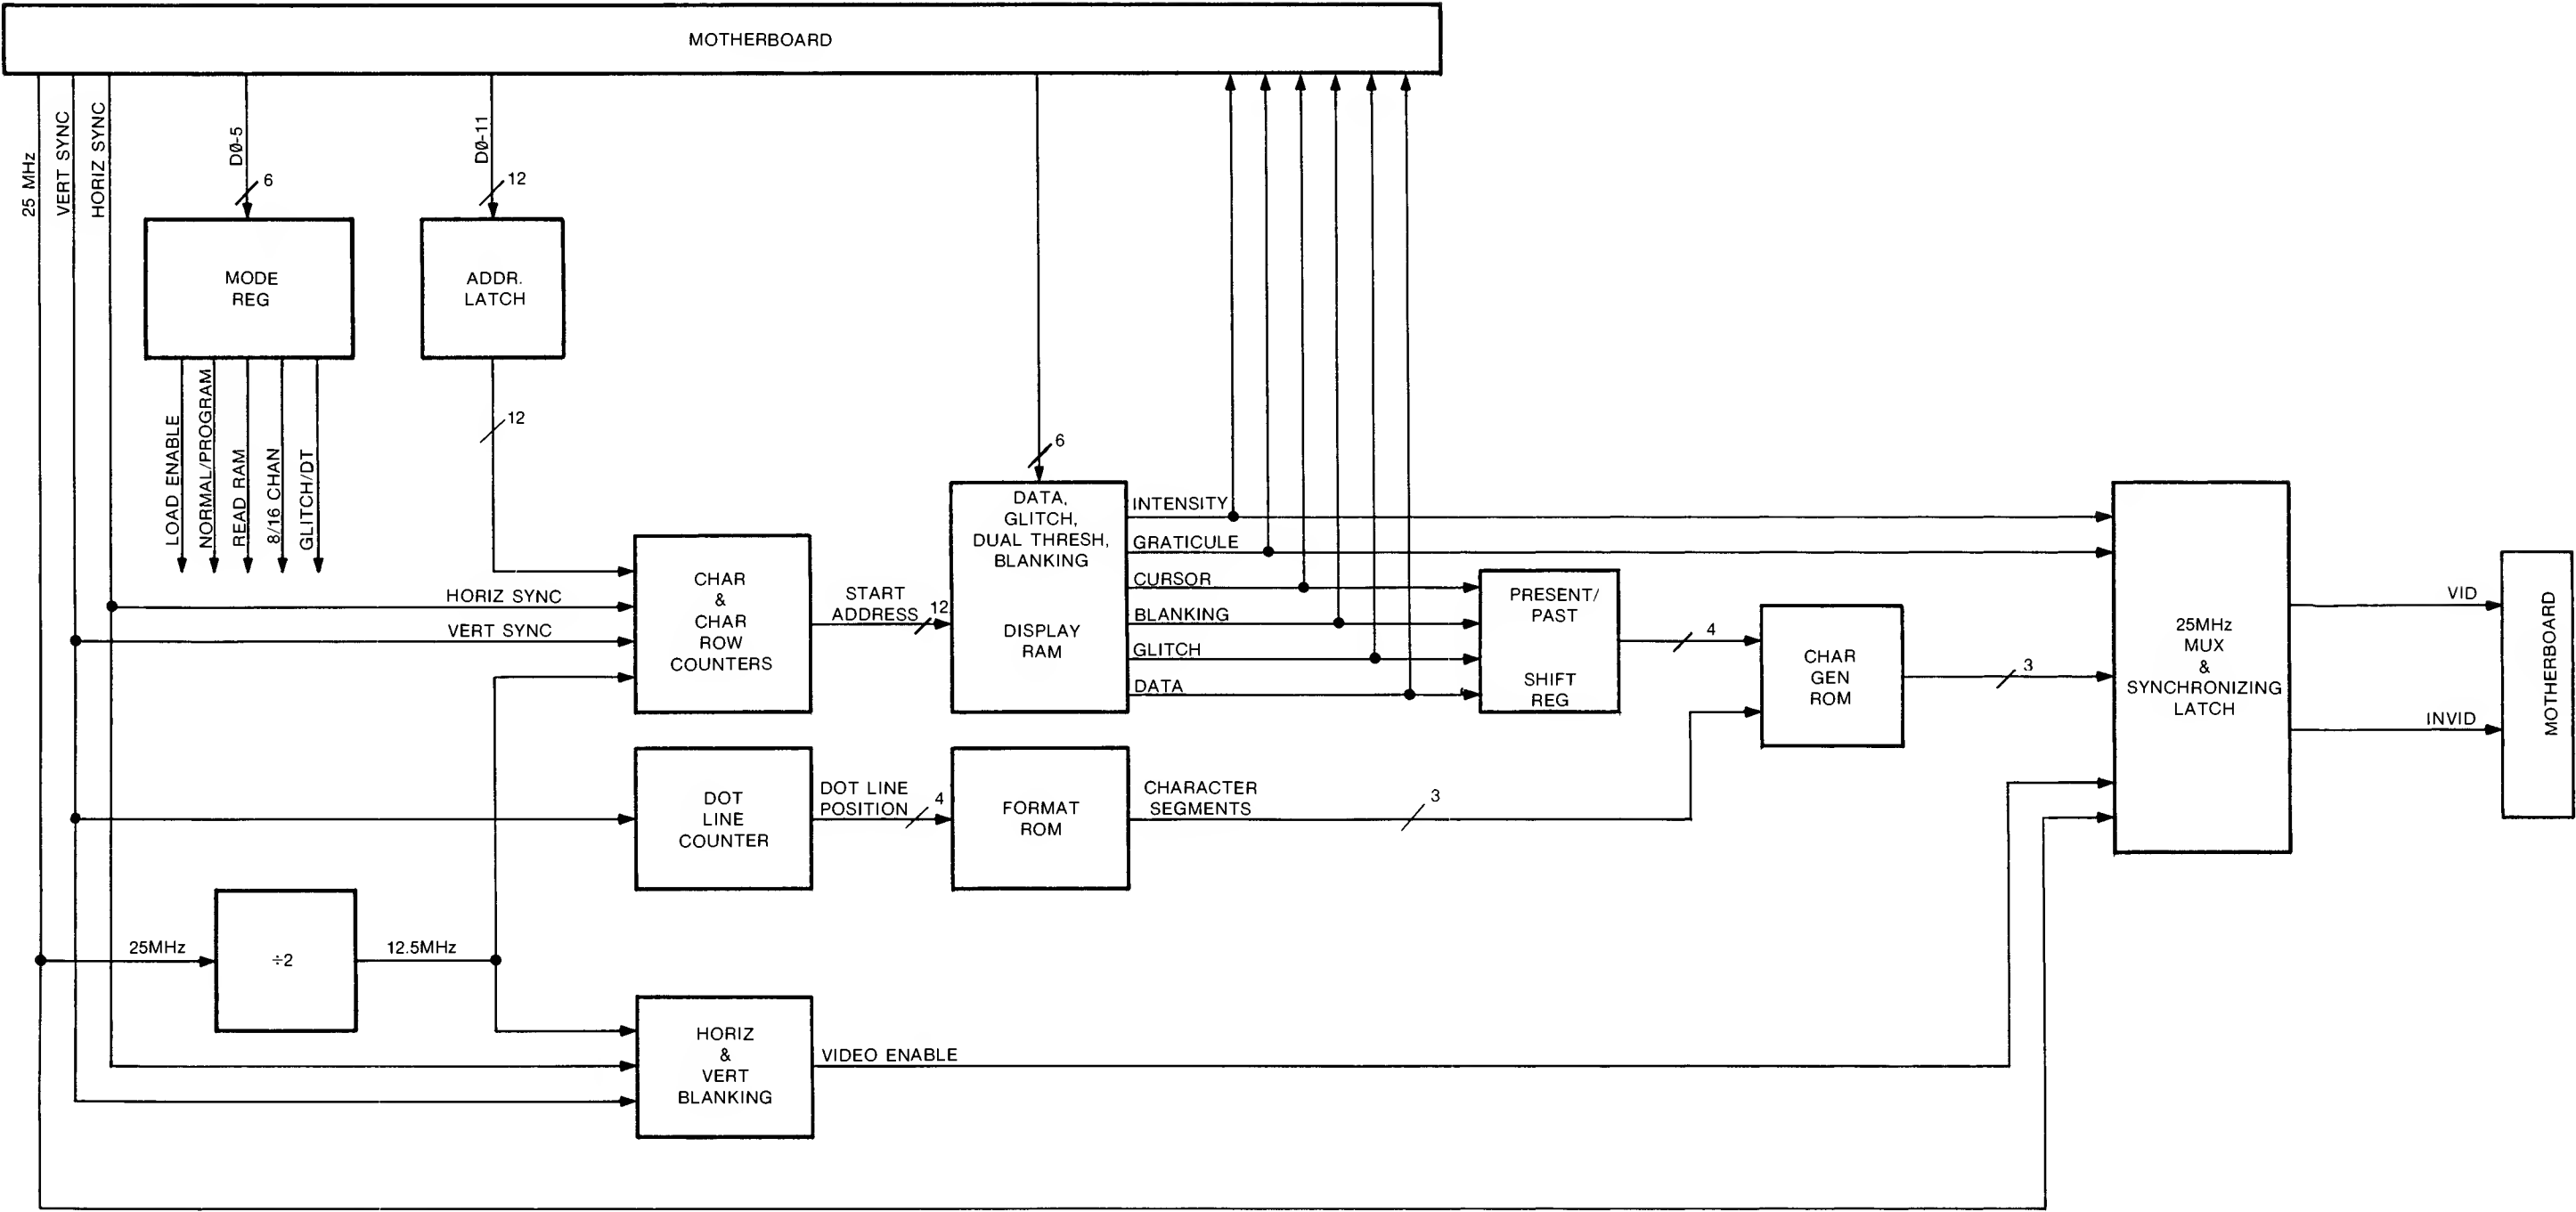 MOTHERBOARD
25 MHz
VERT SYNC
HORIZ SYNC
DØ-5
6
DØ-11
12
MODE
REG
ADDR.
LATCH
LOAD ENABLE
NORMAL/PROGRAM
READ RAM
8/16 CHAN
GLITCH/DT
12
6
HORIZ SYNC
VERT SYNC
CHAR
&
CHAR
ROW
COUNTERS
START
ADDRESS
12
DATA,
GLITCH,
DUAL THRESH,
BLANKING
DISPLAY
RAM
INTENSITY
GRATICULE
CURSOR
BLANKING
GLITCH
DATA
PRESENT/
PAST
SHIFT
REG
4
CHAR
GEN
ROM
3
25MHz
MUX
&
SYNCHRONIZING
LATCH
VID
INVID
MOTHERBOARD
DOT
LINE
COUNTER
DOT LINE
POSITION
4
FORMAT
ROM
CHARACTER
SEGMENTS
3
25MHz
÷2
12.5MHz
HORIZ
&
VERT
BLANKING
VIDEO ENABLE